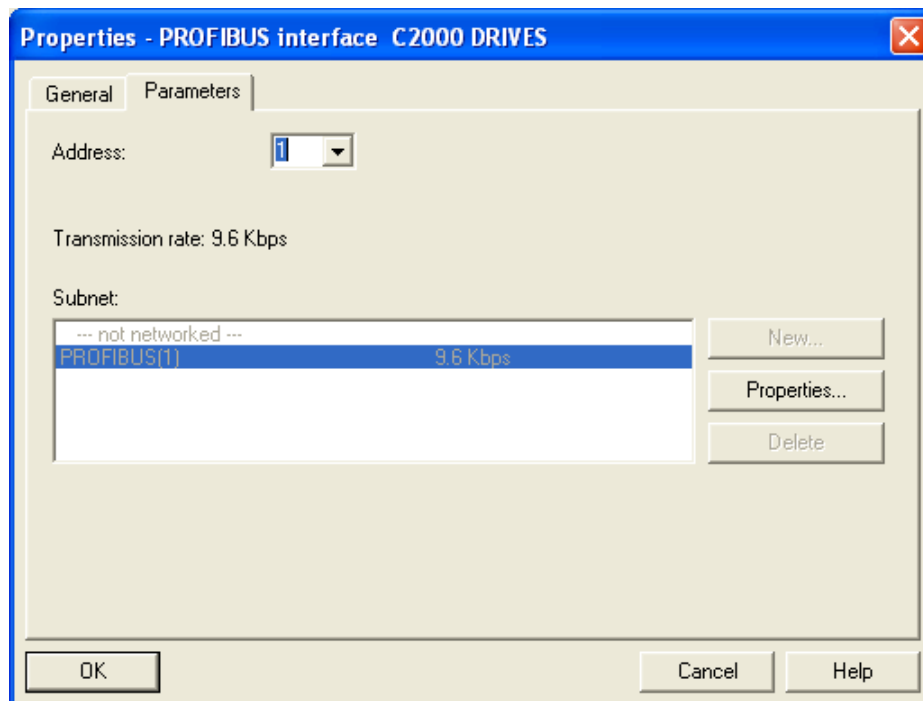 Properties - PROFIBUS interface  C2000 DRIVES
General Parameters
Address: 1
Transmission rate: 9.6 Kbps
Subnet:
--- not networked ---
New...
PROFIBUS(1) 9.6 Kbps
Properties...
Delete
OK Cancel Help